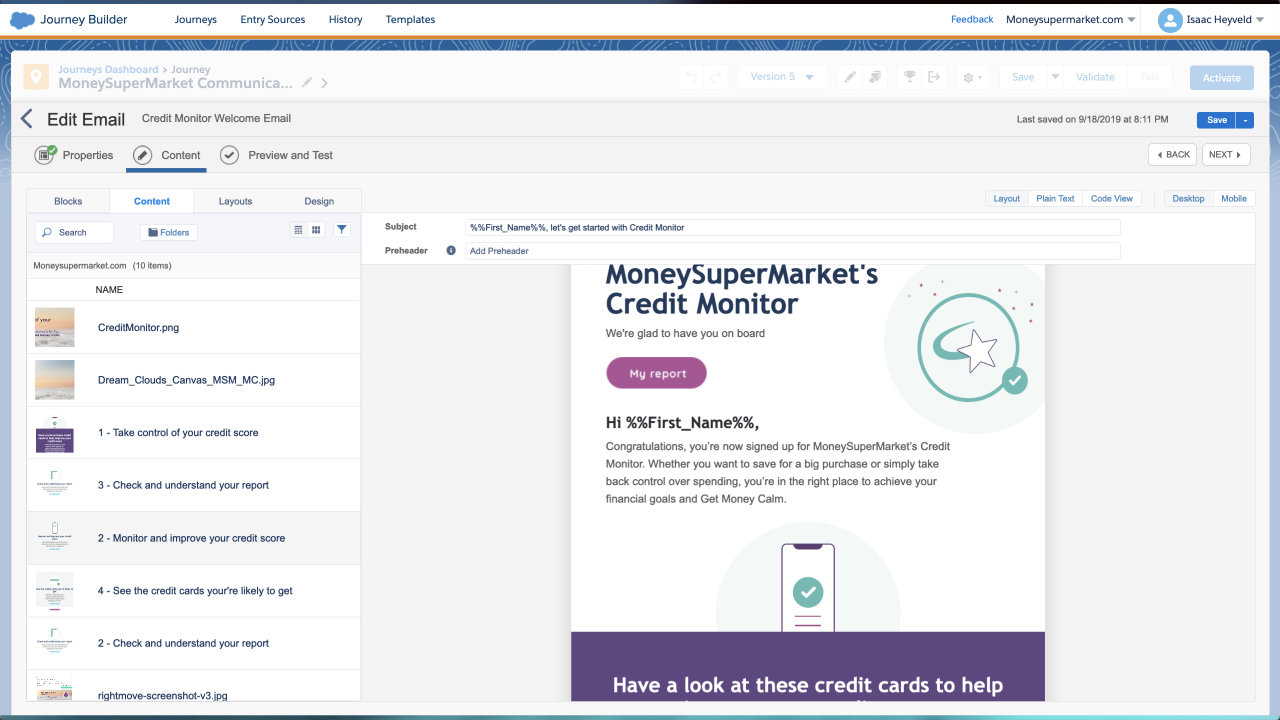 Journey Builder
Journeys
Entry Sources
History
Templates
Feedback
Moneysupermarket.com
Isaac Heyveld
Journeys Dashboard > Journey
MoneySuperMarket Communica...
Version 5
Save
Validate
Test
Activate
Edit Email
Credit Monitor Welcome Email
Last saved on 9/18/2019 at 8:11 PM
Save
Properties
Content
Preview and Test
BACK
NEXT
Blocks
Content
Layouts
Design
Layout
Plain Text
Code View
Desktop
Mobile
Search
Folders
Subject
%%First_Name%%, let's get started with Credit Monitor
Preheader
Add Preheader
Moneysupermarket.com (10 items)
NAME
CreditMonitor.png
Dream_Clouds_Canvas_MSM_MC.jpg
1 - Take control of your credit score
3 - Check and understand your report
2 - Monitor and improve your credit score
4 - See the credit cards your're likely to get
2 - Check and understand your report
rightmove-screenshot-v3.jpg
MoneySuperMarket's
Credit Monitor
We're glad to have you on board
My report
Hi %%First_Name%%,
Congratulations, you're now signed up for MoneySuperMarket's Credit
Monitor. Whether you want to save for a big purchase or simply take
back control over spending, you're in the right place to achieve your
financial goals and Get Money Calm.
Have a look at these credit cards to help